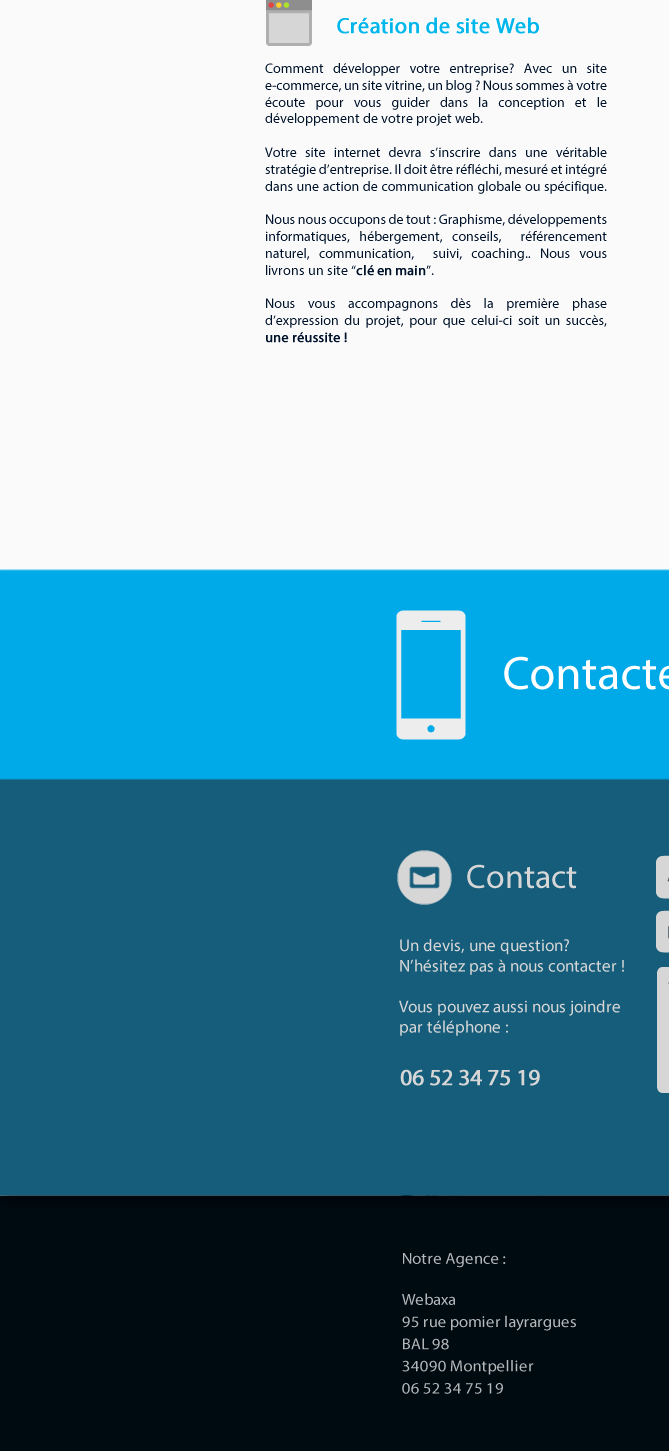 Création de site Web
Comment développer votre entreprise? Avec un site
e-commerce, un site vitrine, un blog ? Nous sommes à votre
écoute pour vous guider dans la conception et le
développement de votre projet web.
Votre site internet devra s’inscrire dans une véritable
stratégie d’entreprise. Il doit être réfléchi, mesuré et intégré
dans une action de communication globale ou spécifique.
Nous nous occupons de tout : Graphisme, développements
informatiques, hébergement, conseils, référencement
naturel, communication, suivi, coaching.. Nous vous
livrons un site “clé en main”.
Nous vous accompagnons dès la première phase
d’expression du projet, pour que celui-ci soit un succès,
une réussite !
Contacte
Contact
Un devis, une question?
N’hésitez pas à nous contacter !
Vous pouvez aussi nous joindre
par téléphone :
06 52 34 75 19
Notre Agence :
Webaxa
95 rue pomier layrargues
BAL 98
34090 Montpellier
06 52 34 75 19